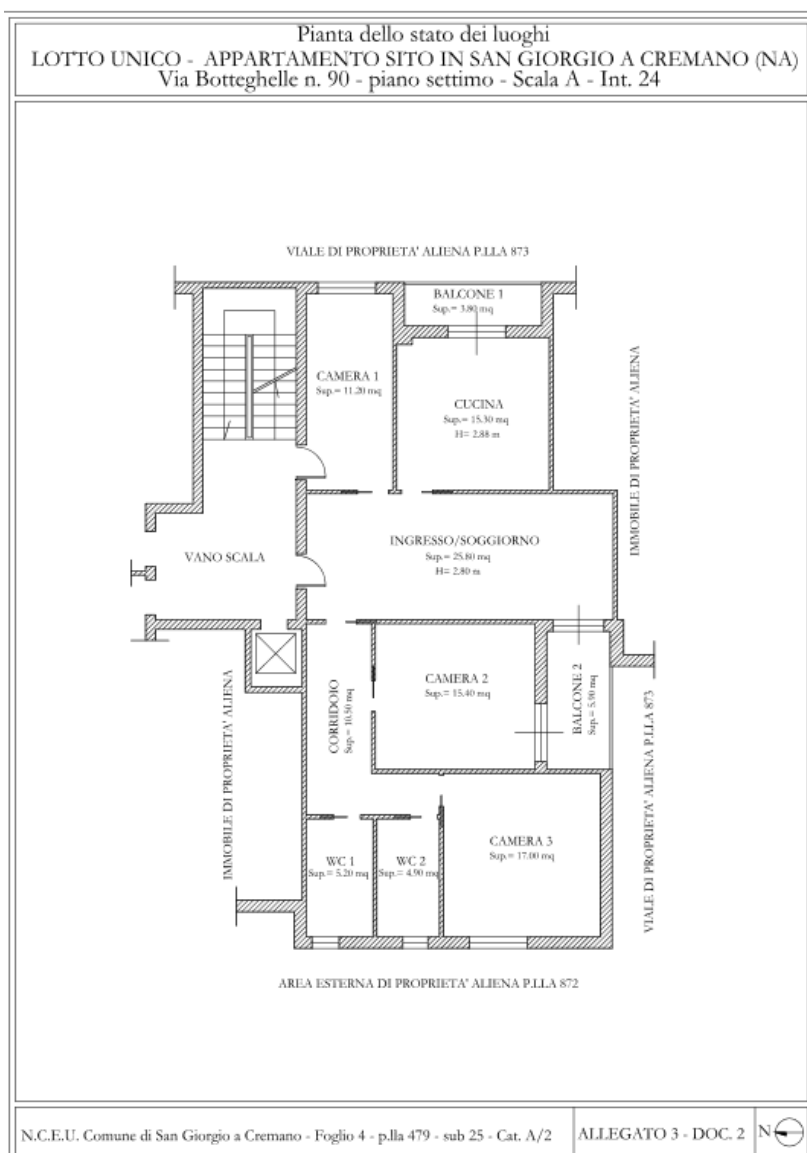 Pianta dello stato dei luoghi
LOTTO UNICO - APPARTAMENTO SITO IN SAN GIORGIO A CREMANO (NA)
Via Botteghelle n. 90 - piano settimo - Scala A - Int. 24
VIALE DI PROPRIETA' ALIENA P.LLA 873
BALCONE 1
Sup.= 3.80 mq
CAMERA 1
Sup.= 11.20 mq
CUCINA
Sup.= 15.30 mq
H= 2.88 m
IMMOBILE DI PROPRIETA' ALIENA
INGRESSO/SOGGIORNO
Sup.= 25.80 mq
H= 2.80 m
VANO SCALA
CAMERA 2
Sup.= 15.40 mq
BALCONE 2
Sup.= 5.90 mq
CORRIDOIO
Sup.= 10.50 mq
IMMOBILE DI PROPRIETA' ALIENA
VIALE DI PROPRIETA' ALIENA P.LLA 873
CAMERA 3
Sup.= 17.00 mq
WC 1
Sup.= 5.20 mq
WC 2
Sup.= 4.90 mq
AREA ESTERNA DI PROPRIETA' ALIENA P.LLA 872
N.C.E.U. Comune di San Giorgio a Cremano - Foglio 4 - p.lla 479 - sub 25 - Cat. A/2
ALLEGATO 3 - DOC. 2
N